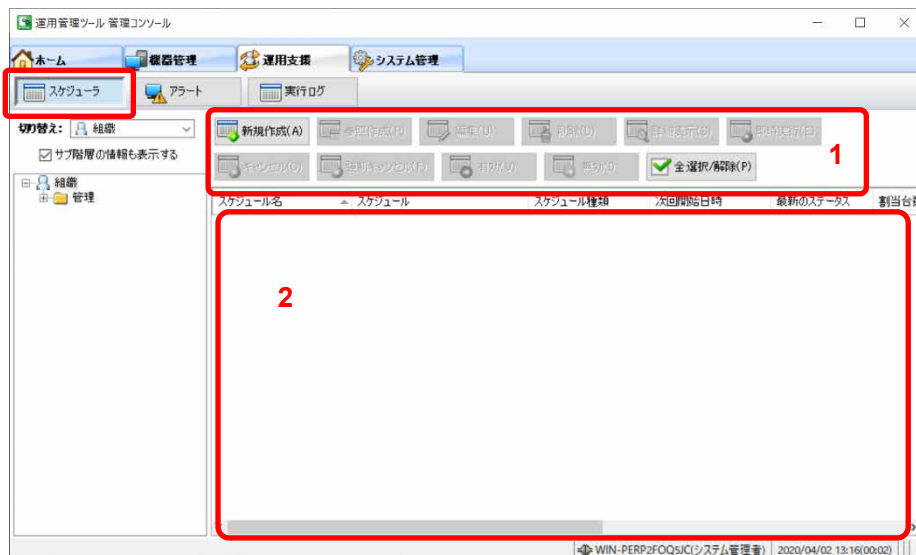 運用管理ツール 管理コンソール
ホーム 機器管理 運用支援 システム管理
スケジューラ アラート 実行ログ
切り替え: 組織
サブ階層の情報も表示する
組織
管理
新規作成(A) 参照作成(R) 編集(U) 削除(D) 詳細表示(B) 即時実行(E)
キャンセル(O) 強制キャンセル(F) 有効(V) 無効(I) 全選択/解除(P)
1
スケジュール名 スケジュール スケジュール種類 次回開始日時 最新のステータス 割当台数
2
WIN-PERP2FOQ5JC(システム管理者) 2020/04/02 13:16(00:02)